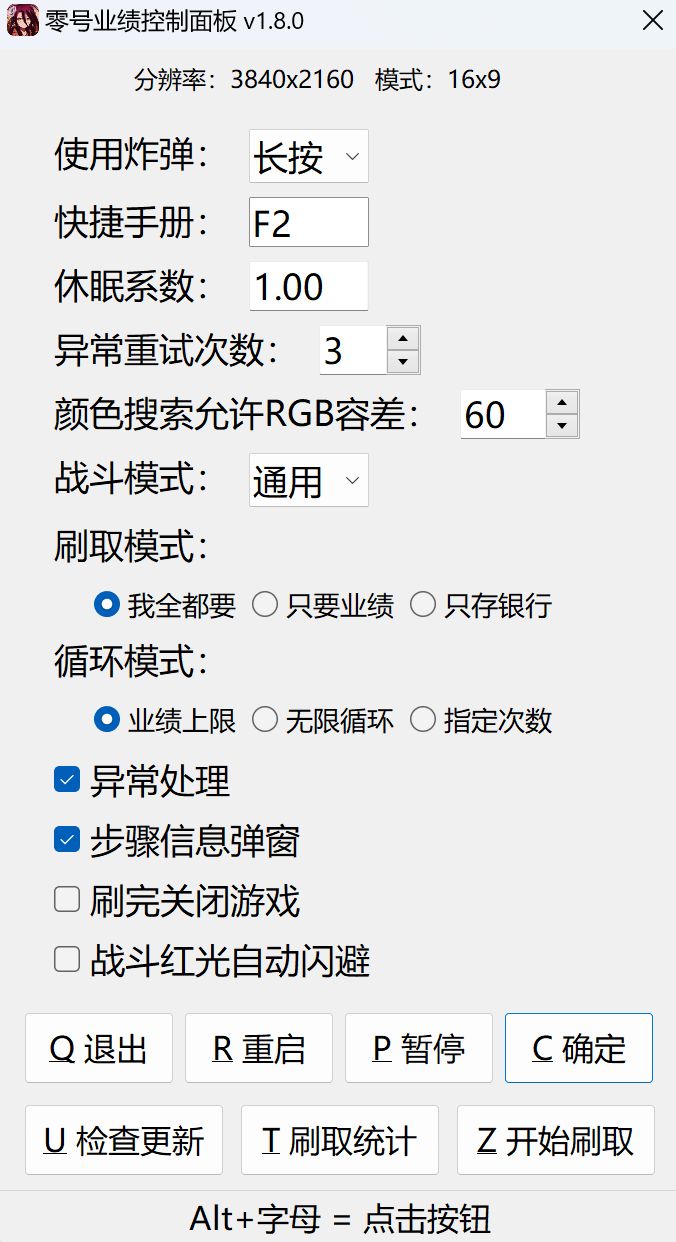 零号业绩控制面板 v1.8.0
分辨率：3840x2160 模式：16x9
使用炸弹： 长按
快捷手册： F2
休眠系数： 1.00
异常重试次数： 3
颜色搜索允许RGB容差： 60
战斗模式： 通用
刷取模式：
我全都要 只要业绩 只存银行
循环模式：
业绩上限 无限循环 指定次数
异常处理
步骤信息弹窗
刷完关闭游戏
战斗红光自动闪避
Q 退出 R 重启 P 暂停 C 确定
U 检查更新 T 刷取统计 Z 开始刷取
Alt+字母 = 点击按钮